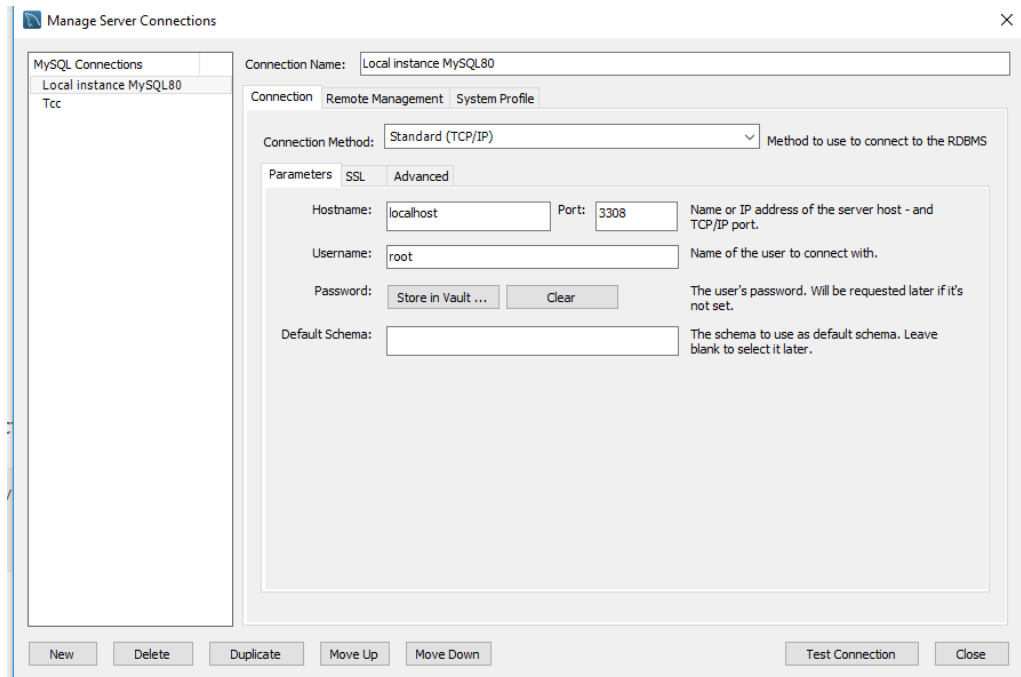 Manage Server Connections
MySQL Connections
Local instance MySQL80
Tcc
Connection Name: Local instance MySQL80
Connection Remote Management System Profile
Connection Method: Standard (TCP/IP) Method to use to connect to the RDBMS
Parameters SSL Advanced
Hostname: localhost Port: 3308 Name or IP address of the server host - and
TCP/IP port.
Username: root Name of the user to connect with.
Password: Store in Vault ... Clear The user's password. Will be requested later if it's
not set.
Default Schema: The schema to use as default schema. Leave
blank to select it later.
New Delete Duplicate Move Up Move Down Test Connection Close